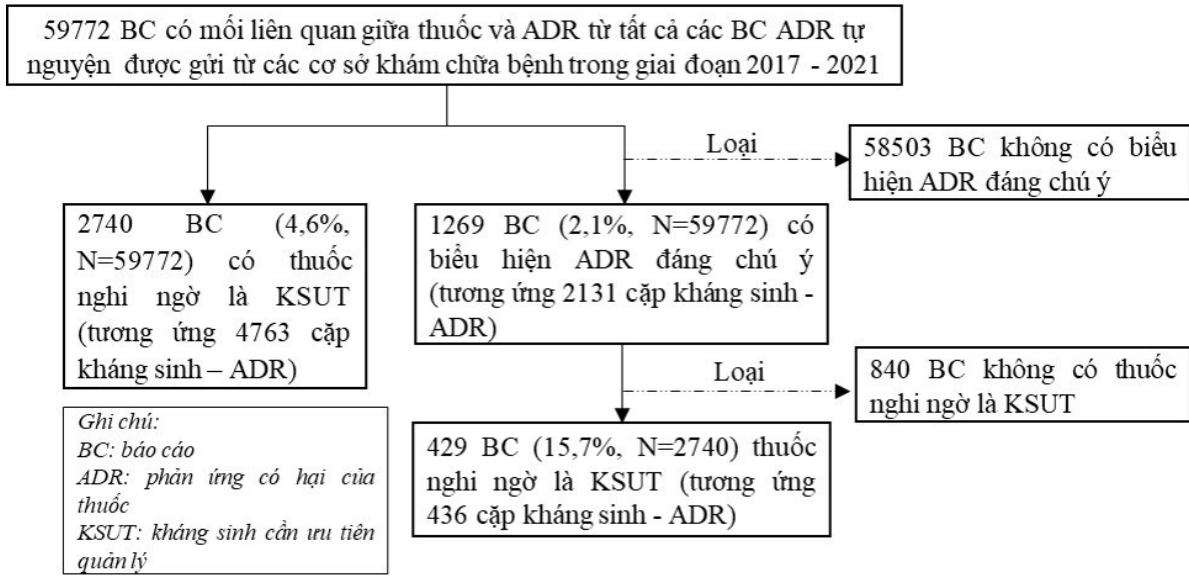 59772 BC có mối liên quan giữa thuốc và ADR từ tất cả các BC ADR tự
nguyện được gửi từ các cơ sở khám chữa bệnh trong giai đoạn 2017 - 2021
Loại
58503 BC không có biểu
hiện ADR đáng chú ý
2740 BC (4,6%,
N=59772) có thuốc
nghi ngờ là KSUT
(tương ứng 4763 cặp
kháng sinh – ADR)
1269 BC (2,1%, N=59772) có
biểu hiện ADR đáng chú ý
(tương ứng 2131 cặp kháng sinh -
ADR)
Loại
840 BC không có thuốc
nghi ngờ là KSUT
429 BC (15,7%, N=2740) thuốc
nghi ngờ là KSUT (tương ứng
436 cặp kháng sinh - ADR)
Ghi chú:
BC: báo cáo
ADR: phản ứng có hại của
thuốc
KSUT: kháng sinh cần ưu tiên
quản lý